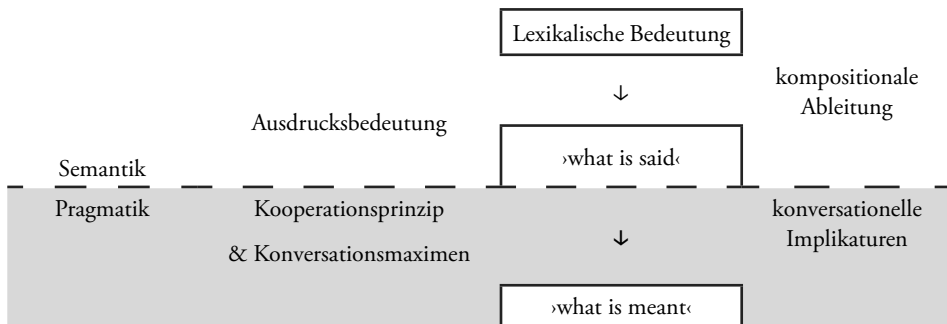 Lexikalische Bedeutung
kompositionale
Ableitung
↓
Ausdrucksbedeutung
›what is said‹
Semantik
Pragmatik
Kooperationsprinzip
& Konversationsmaximen
konversationelle
Implikaturen
↓
›what is meant‹